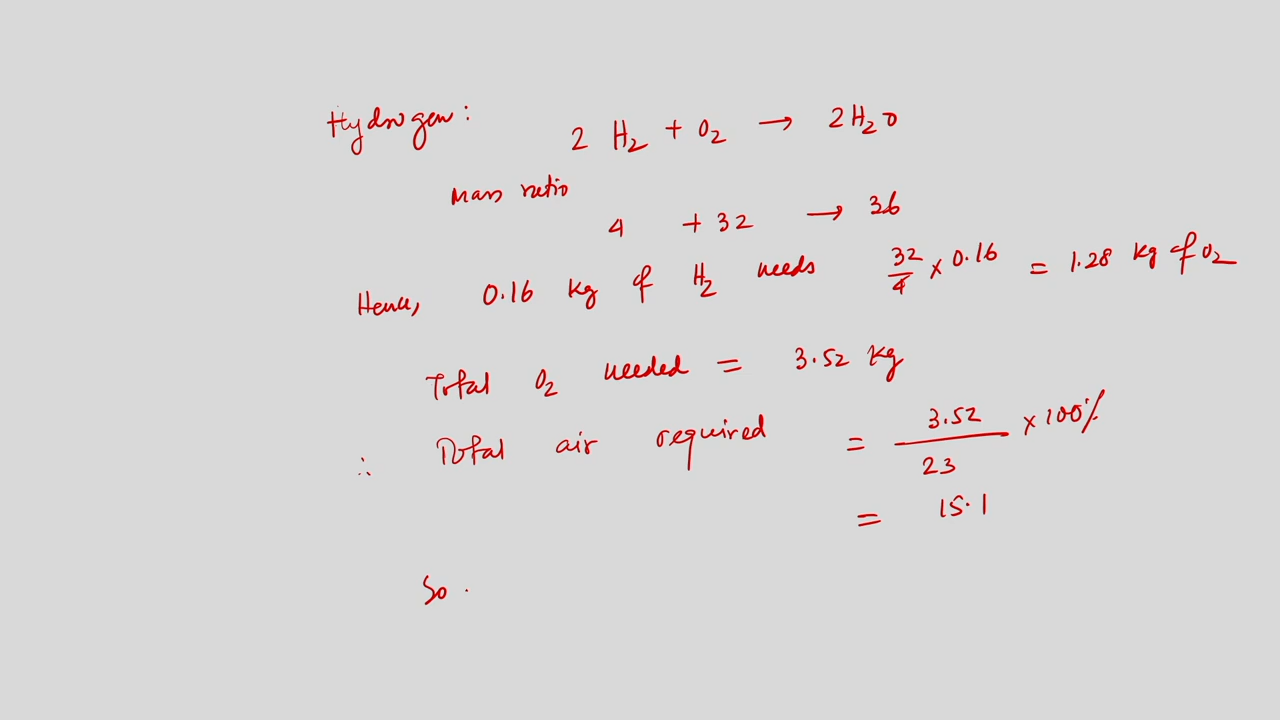 Hydrogen: 2 H₂ + O₂ → 2H₂O
Mass ratio
4 + 32 → 36
Hence, 0.16 kg of H₂ needs 32/4 × 0.16 = 1.28 kg of O₂
Total O₂ needed = 3.52 kg
∴ Total air required = 3.52/23 × 100%
= 15.1
So .